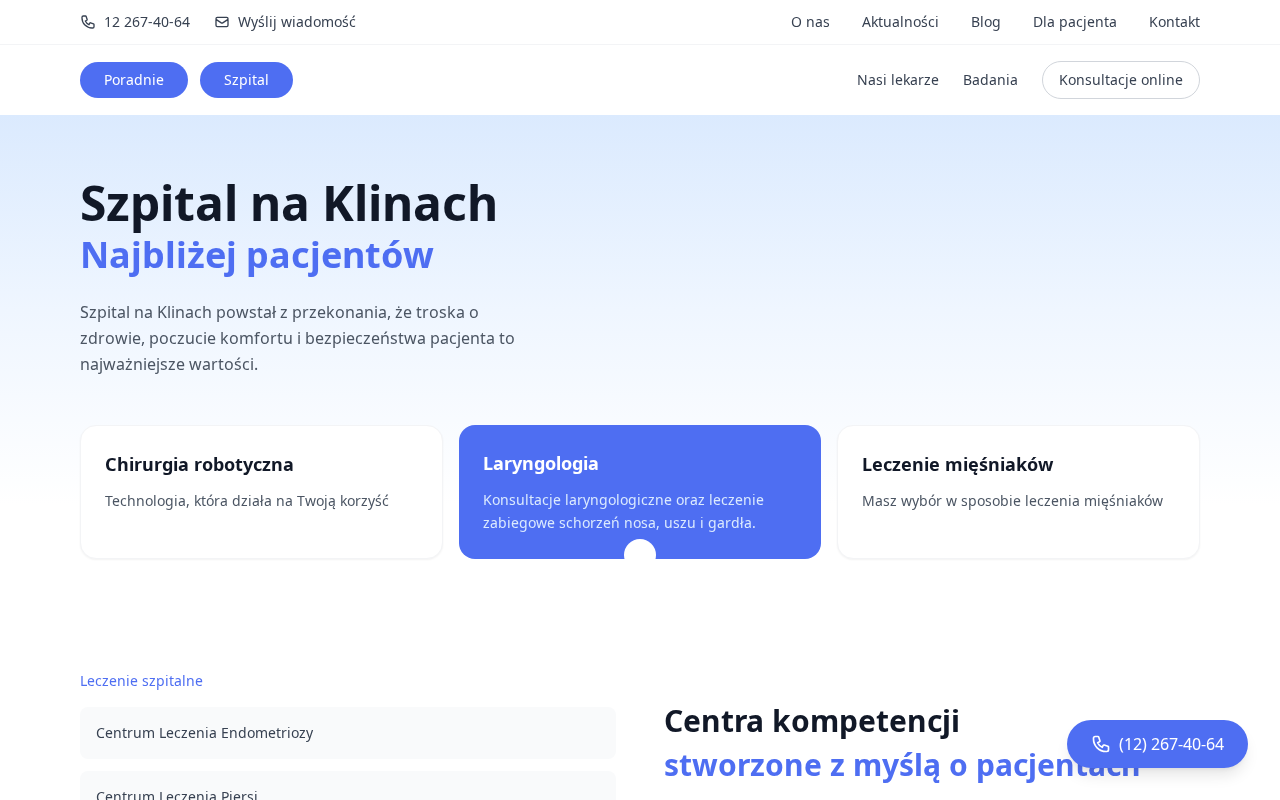 12 267-40-64
Wyślij wiadomość
O nas
Aktualności
Blog
Dla pacjenta
Kontakt
Poradnie
Szpital
Nasi lekarze
Badania
Konsultacje online
Szpital na Klinach
Najbliżej pacjentów
Szpital na Klinach powstał z przekonania, że troska o
zdrowie, poczucie komfortu i bezpieczeństwa pacjenta to
najważniejsze wartości.
Chirurgia robotyczna
Technologia, która działa na Twoją korzyść
Laryngologia
Konsultacje laryngologiczne oraz leczenie
zabiegowe schorzeń nosa, uszu i gardła.
Leczenie mięśniaków
Masz wybór w sposobie leczenia mięśniaków
Leczenie szpitalne
Centrum Leczenia Endometriozy
Centrum Leczenia Piersi
Centra kompetencji
stworzone z myślą o pacjentach
(12) 267-40-64